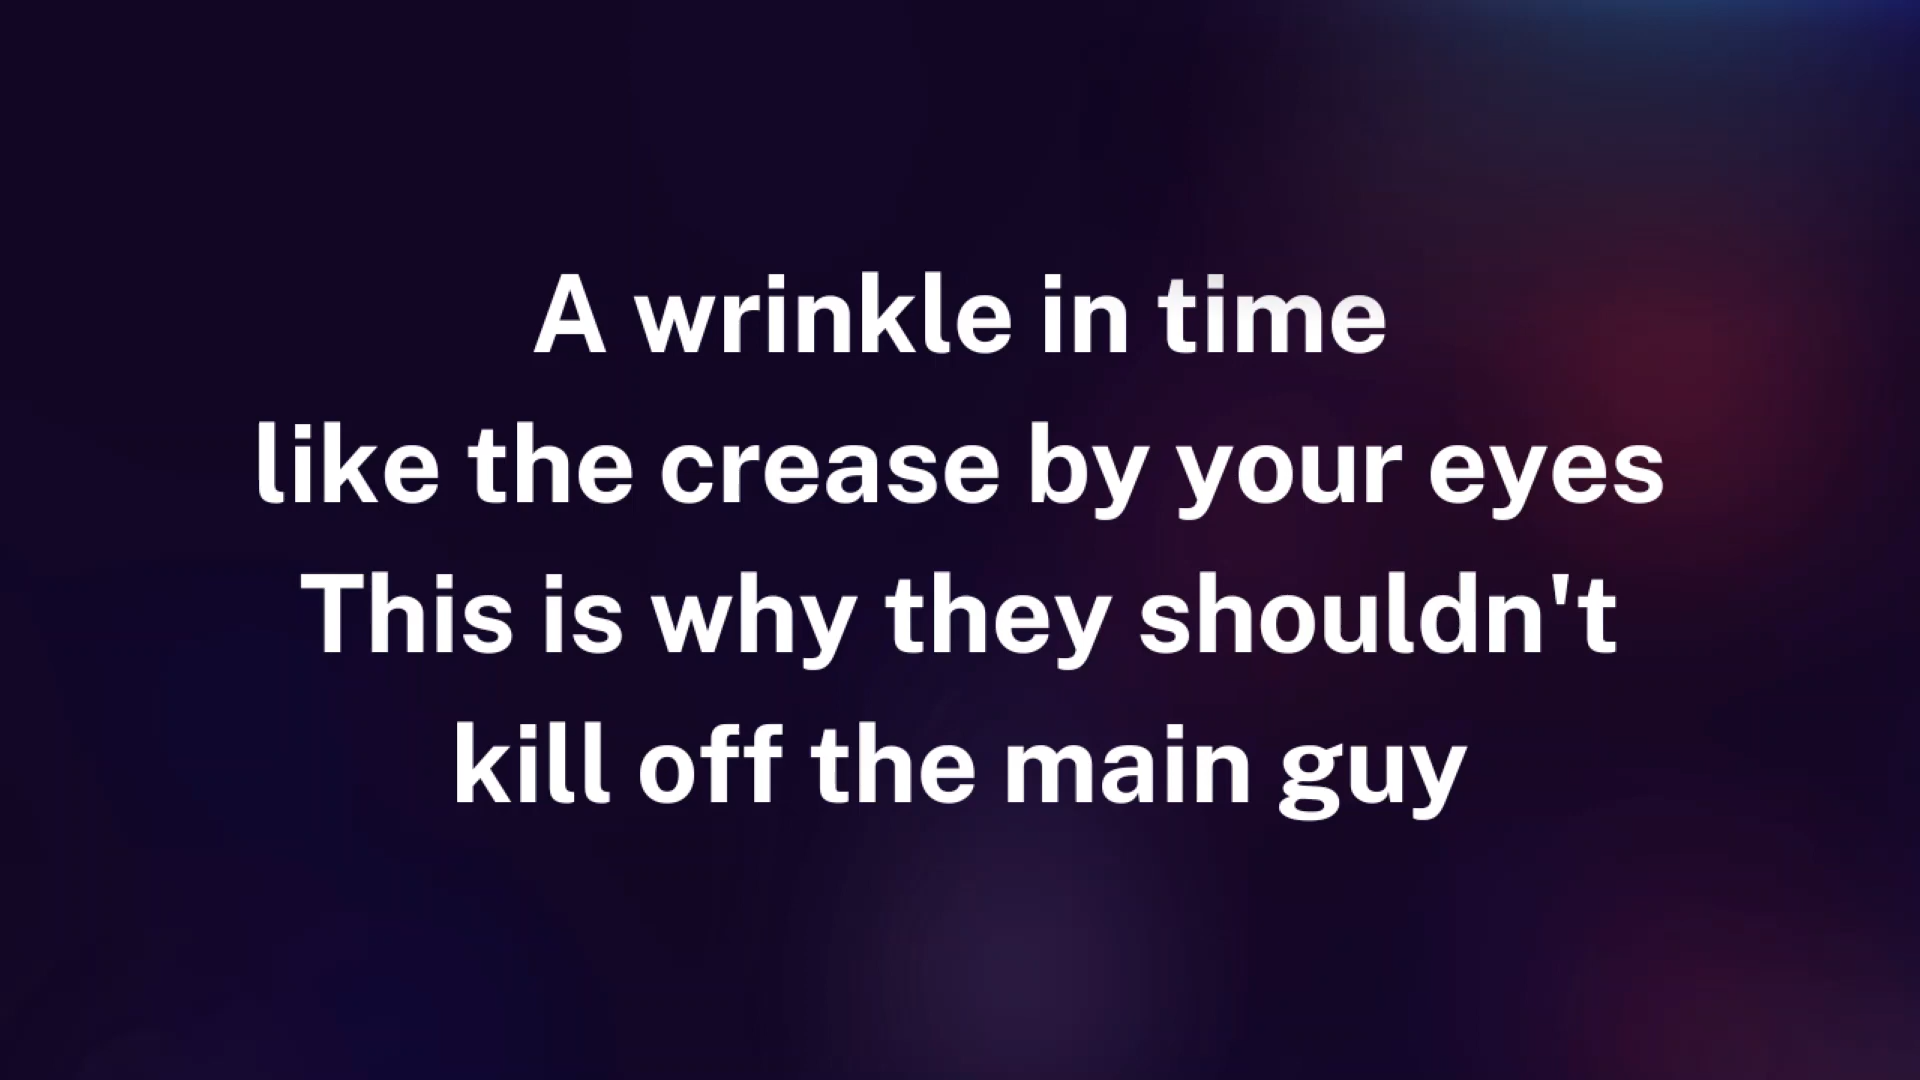 A wrinkle in time
like the crease by your eyes
This is why they shouldn't
kill off the main guy